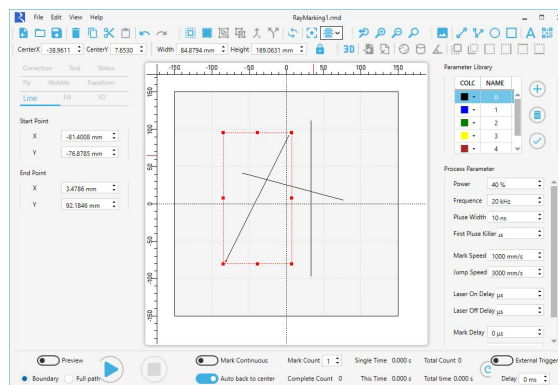 File Edit View Help
RayMarking1.rmd
CenterX -38.9611 CenterY 7.6530 Width 84.8794 mm Height 169.0631 mm 3D
Correction Text Status
Fly Wobble Transform
Line Fill 3D
Start Point
X -81.4008 mm
Y -76.8785 mm
End Point
X 3.4786 mm
Y 92.1846 mm
-150 -100 -50 0 50 100 150
150
100
50
0
-50
-100
-150
Parameter Library
COLC NAME
0
1
2
3
4
Process Parameter
Power 40 %
Frequence 20 kHz
Pluse Width 10 ns
First Pluse Killer μs
Mark Speed 1000 mm/s
Jump Speed 3000 mm/s
Laser On Delay μs
Laser Off Delay μs
Mark Delay 0 μs
Preview
Boundary Full path
Mark Continuous Mark Count 1 Single Time 0.000 s Total Count 0
Auto back to center Complete Count 0 This Time 0.000 s Total time 0.000 s
External Trigger
Delay 0 ms